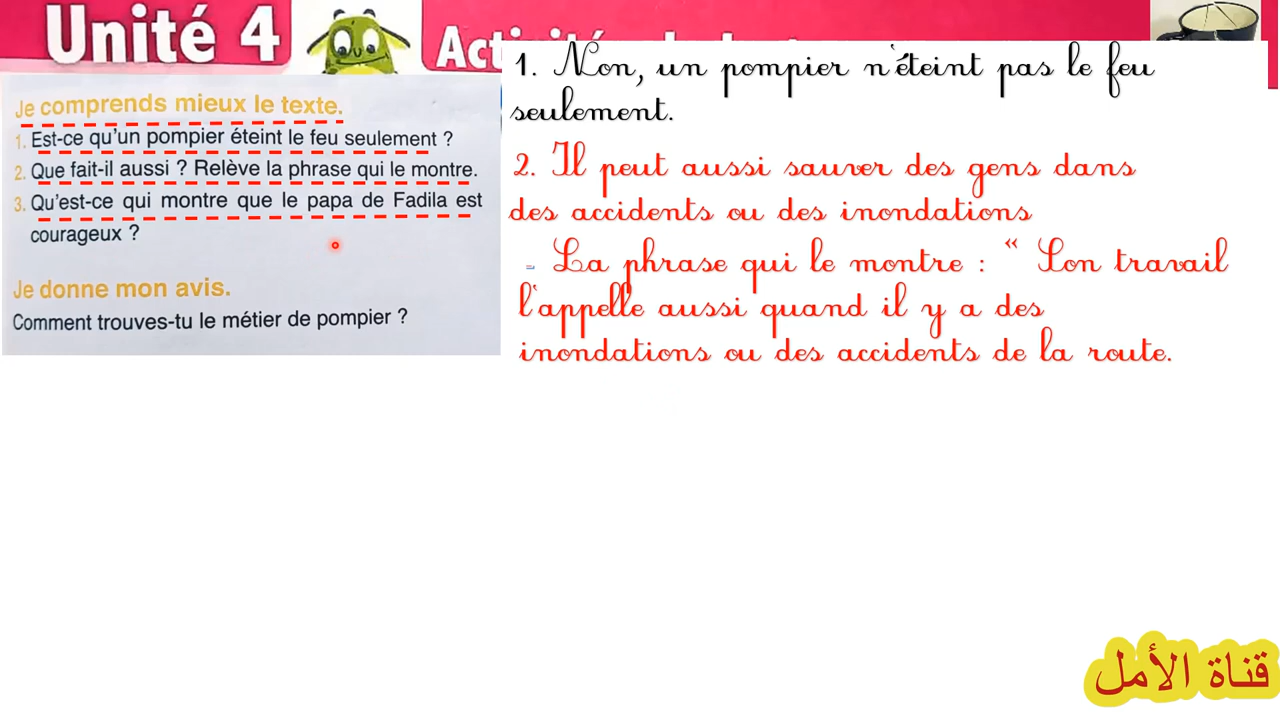 Unité 4
Je comprends mieux le texte.
1. Est-ce qu'un pompier éteint le feu seulement ?
2. Que fait-il aussi ? Relève la phrase qui le montre.
3. Qu'est-ce qui montre que le papa de Fadila est
courageux ?
Je donne mon avis.
Comment trouves-tu le métier de pompier ?
1. Non, un pompier n'éteint pas le feu
seulement.
2. Il peut aussi sauver des gens dans
des accidents ou des inondations
- La phrase qui le montre : " Son travail
l'appelle aussi quand il y a des
inondations ou des accidents de la route.
قناة الأمل